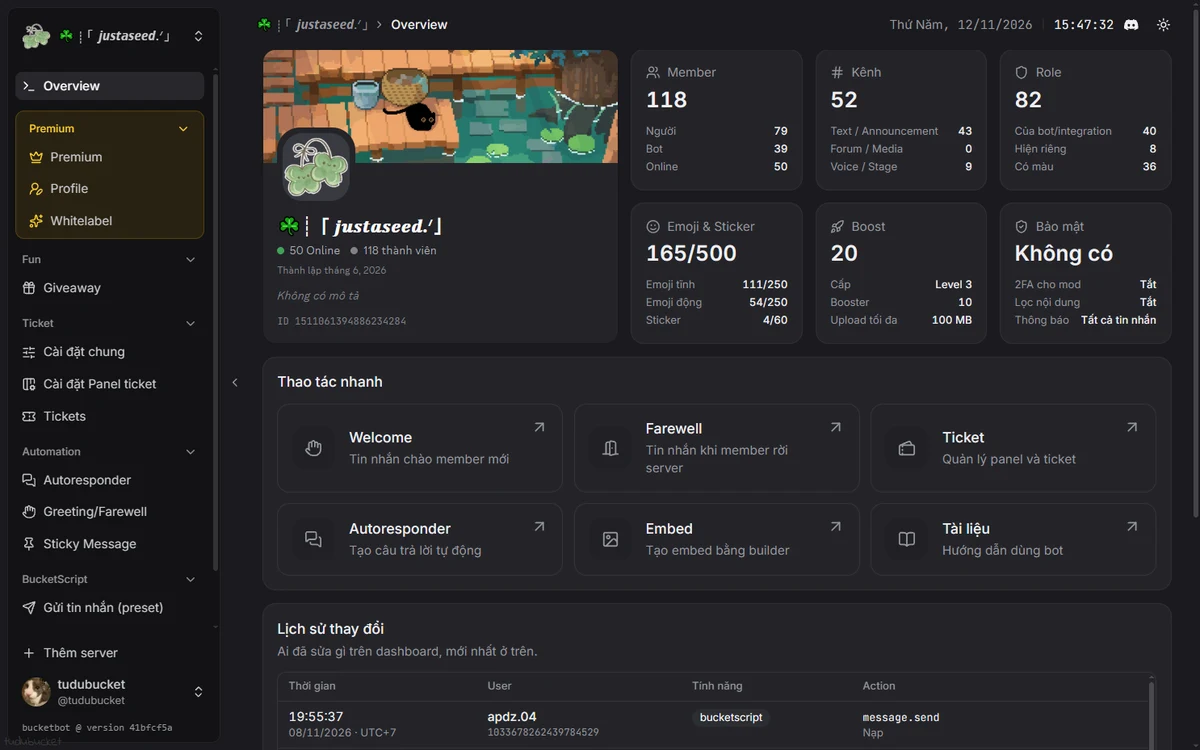 ☘ ┊「 justaseed.ᐟ」
Overview
Premium
Premium
Profile
Whitelabel
Fun
Giveaway
Ticket
Cài đặt chung
Cài đặt Panel ticket
Tickets
Automation
Autoresponder
Greeting/Farewell
Sticky Message
BucketScript
Gửi tin nhắn (preset)
Thêm server
tudubucket
@tudubucket
bucketbot @ version 41bfcf5a
tudubucket
☘ ┊「 justaseed.ᐟ」 › Overview
Thứ Năm, 12/11/2026 15:47:32
☘┊「 justaseed.ᐟ」
50 Online 118 thành viên
Thành lập tháng 6, 2026
Không có mô tả
ID 1511061394886234284
Member
118
Người 79
Bot 39
Online 50
Kênh
52
Text / Announcement 43
Forum / Media 0
Voice / Stage 9
Role
82
Của bot/integration 40
Hiện riêng 8
Có màu 36
Emoji & Sticker
165/500
Emoji tĩnh 111/250
Emoji động 54/250
Sticker 4/60
Boost
20
Cấp Level 3
Booster 10
Upload tối đa 100 MB
Bảo mật
Không có
2FA cho mod Tắt
Lọc nội dung Tắt
Thông báo Tất cả tin nhắn
Thao tác nhanh
Welcome
Tin nhắn chào member mới
Farewell
Tin nhắn khi member rời
server
Ticket
Quản lý panel và ticket
Autoresponder
Tạo câu trả lời tự động
Embed
Tạo embed bằng builder
Tài liệu
Hướng dẫn dùng bot
Lịch sử thay đổi
Ai đã sửa gì trên dashboard, mới nhất ở trên.
Thời gian User Tính năng Action
19:55:37 apdz.04 bucketscript message.send
08/11/2026 · UTC+7 1033678262439784529 Nạp